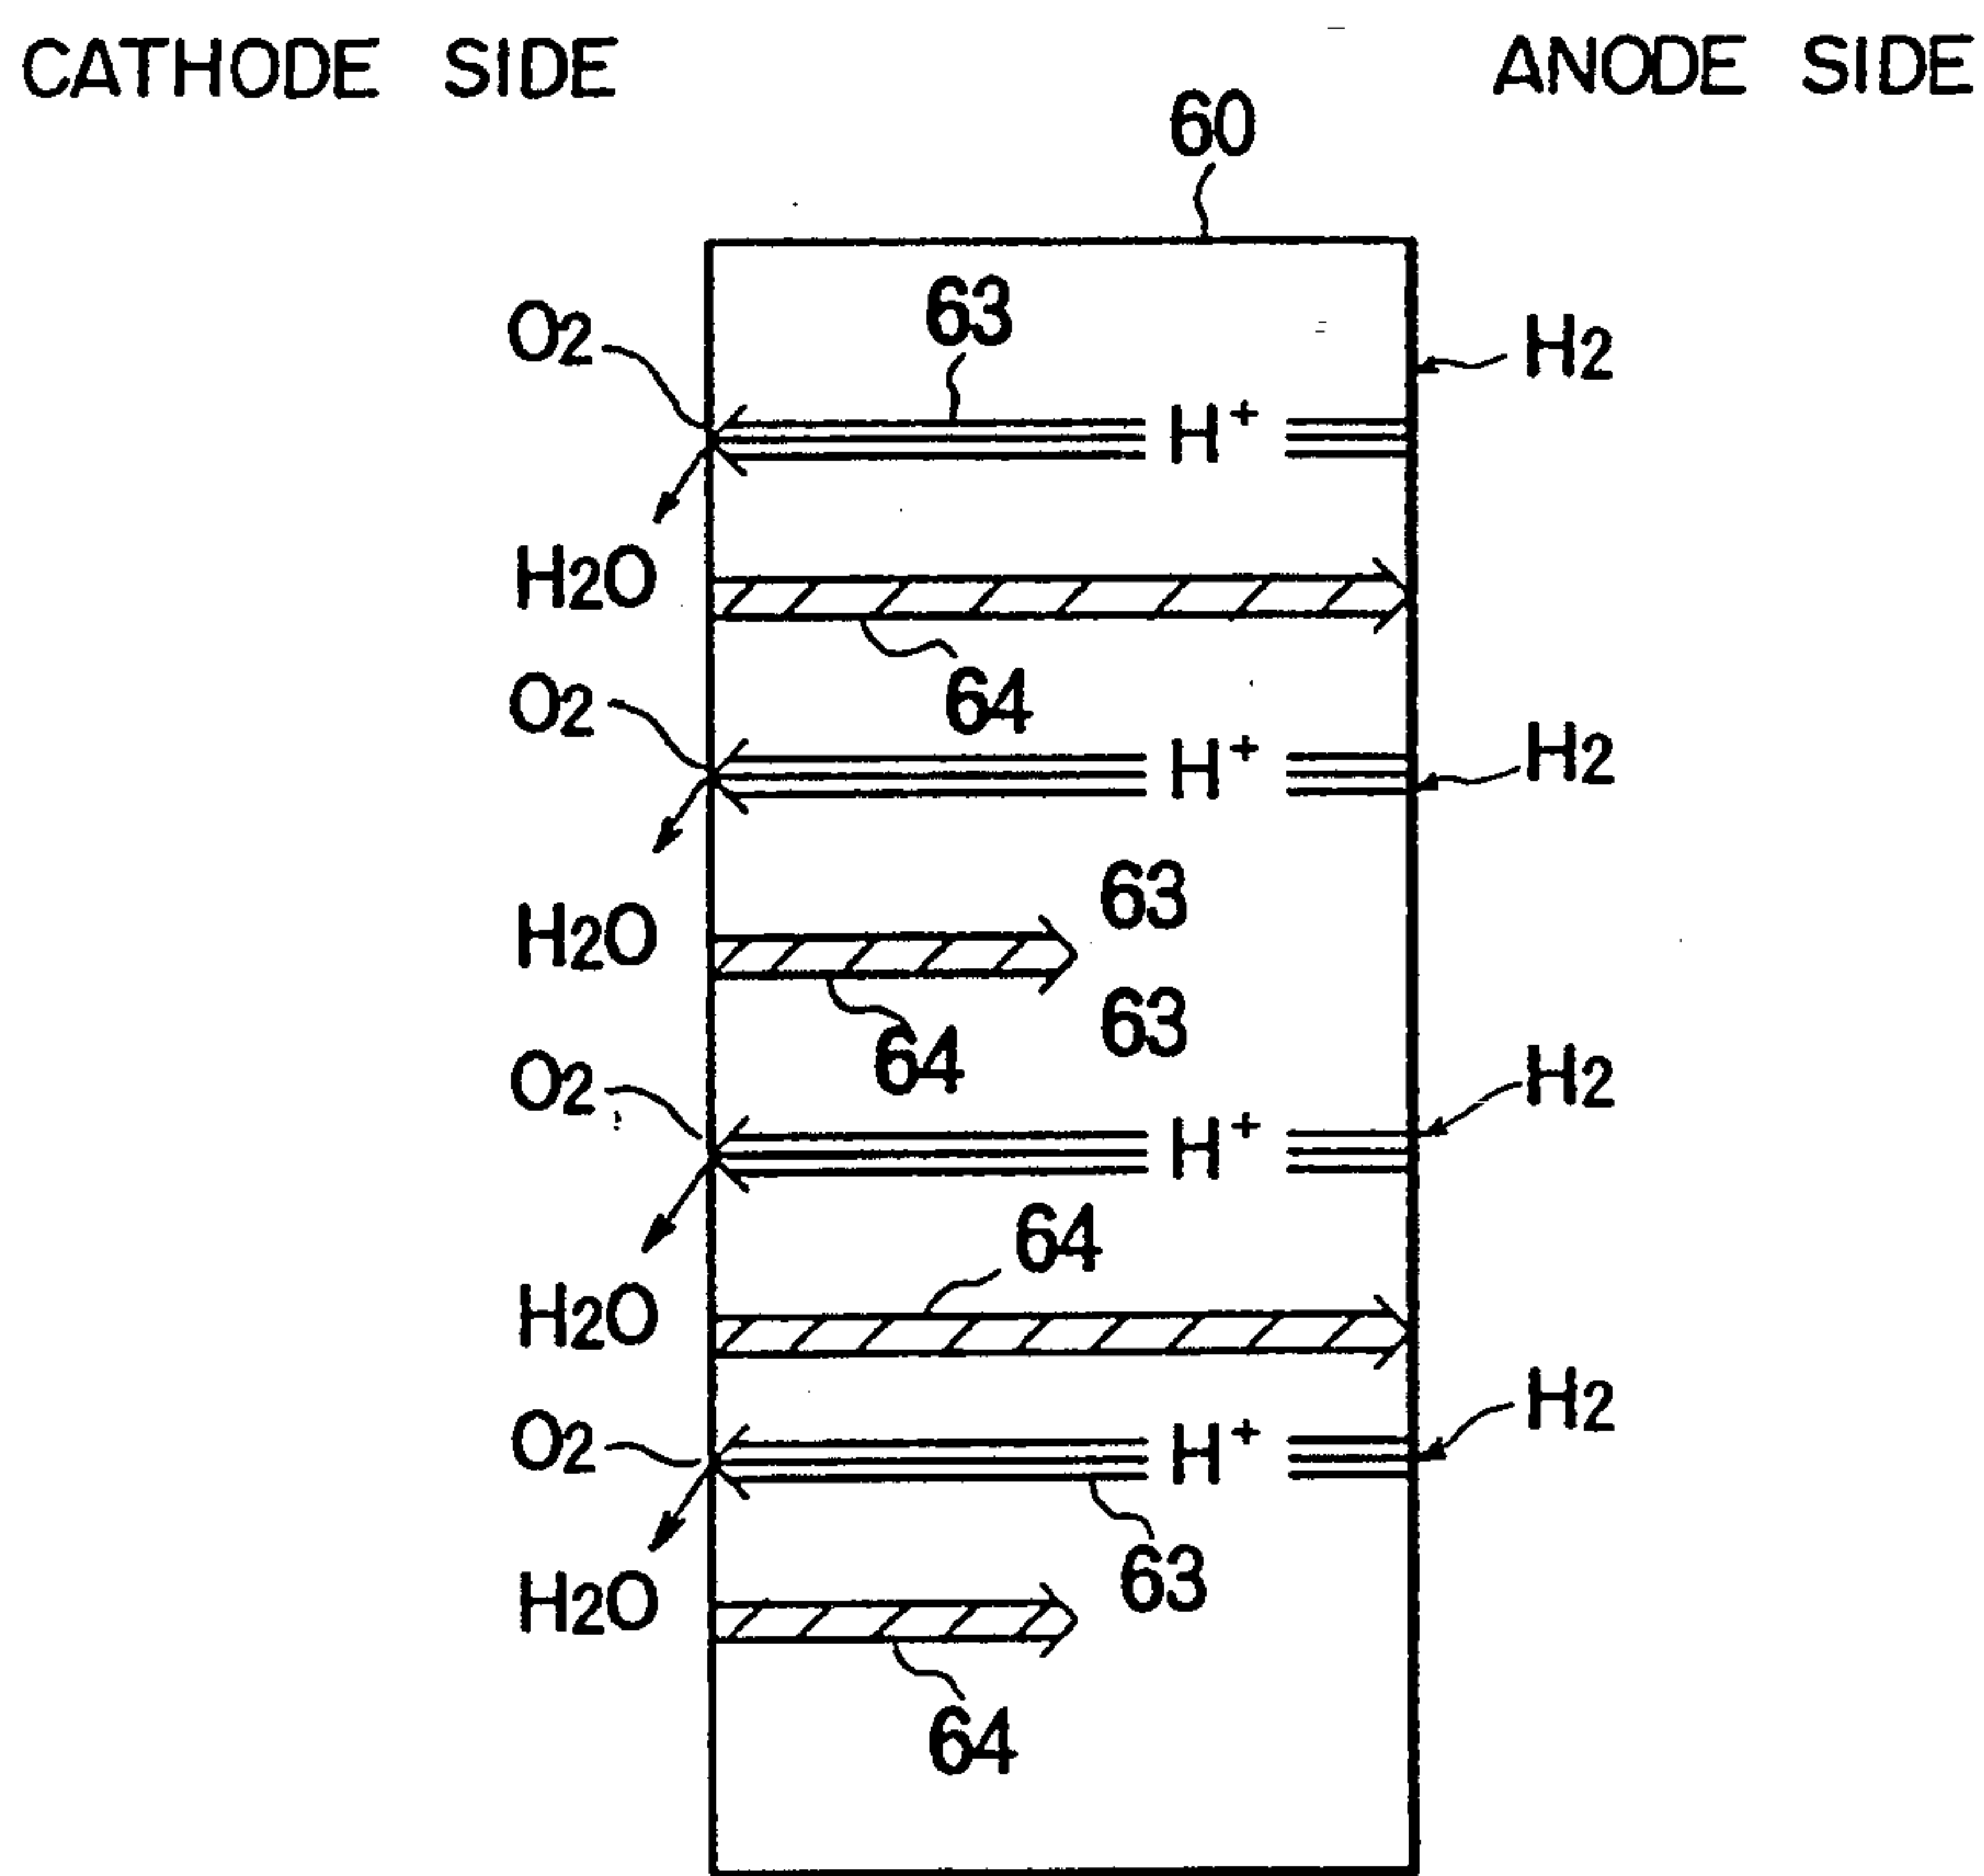 CATHODE SIDE
ANODE SIDE
60
63
O2
H2
H+
H2O
64
O2
H2
H+
63
H2O
63
64
O2
H2
H+
64
H2O
H2
O2
H+
63
H2O
64